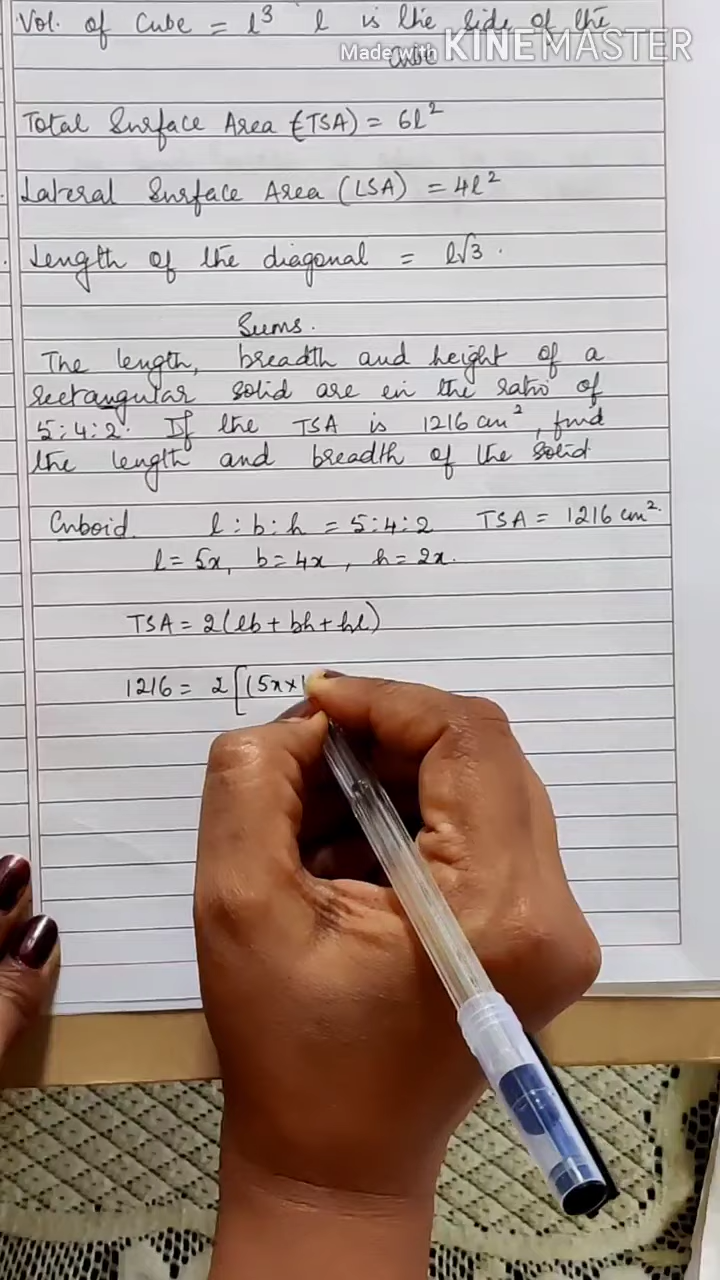 Vol. of Cube = l³ l is the side of the
Cube
Made with KINEMASTER
Total Surface Area (TSA) = 6l²
Lateral Surface Area (LSA) = 4l²
Length of the diagonal = l√3.
Sums.
The length, breadth and height of a
rectangular solid are in the ratio of
5:4:2. If the TSA is 1216 cm², find
the length and breadth of the solid
Cuboid. l : b : h = 5:4:2 TSA = 1216 cm².
l = 5x, b = 4x, h = 2x.
TSA = 2(lb + bh + hl)
1216 = 2[(5x×